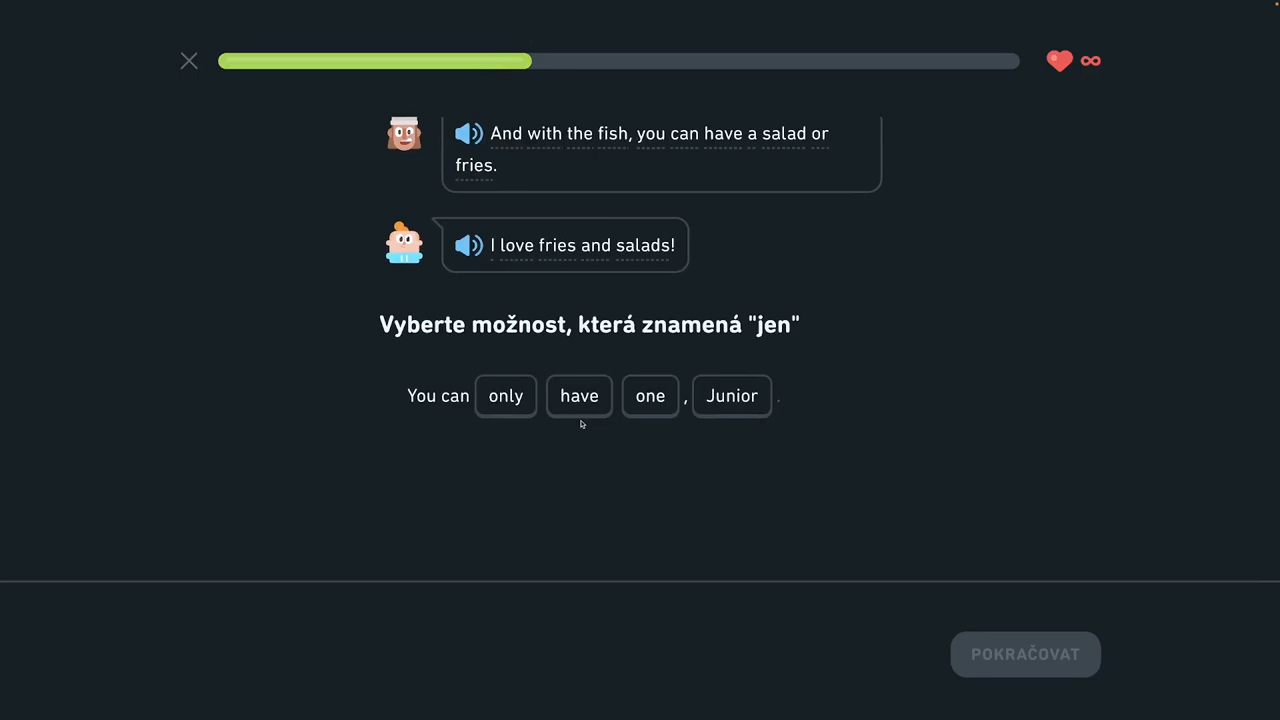 And with the fish, you can have a salad or
fries.
I love fries and salads!
Vyberte možnost, která znamená "jen"
You can only have one , Junior .
POKRAČOVAT